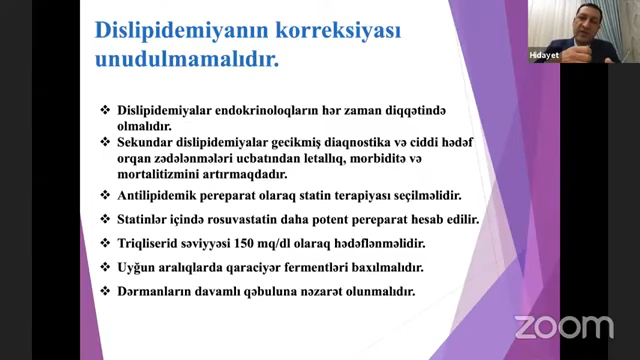 Dislipidemiyanın korreksiyası
unudulmamalıdır.
Hidayet
❖ Dislipidemiyalar endokrinoloqların hər zaman diqqətində
olmalıdır.
❖ Sekundar dislipidemiyalar gecikmiş diaqnostika və ciddi hədəf
orqan zədələnmələri ucbatından letallıq, morbiditə və
mortalitizmini artırmaqdadır.
❖ Antilipidemik pereparat olaraq statin terapiyası seçilməlidir.
❖ Statinlər içində rosuvastatin daha potent pereparat hesab edilir.
❖ Triqliserid səviyyəsi 150 mq/dl olaraq hədəflənməlidir.
❖ Uyğun aralıqlarda qaraciyər fermentləri baxılmalıdır.
❖ Dərmanların davamlı qəbuluna nəzarət olunmalıdır.
zoom